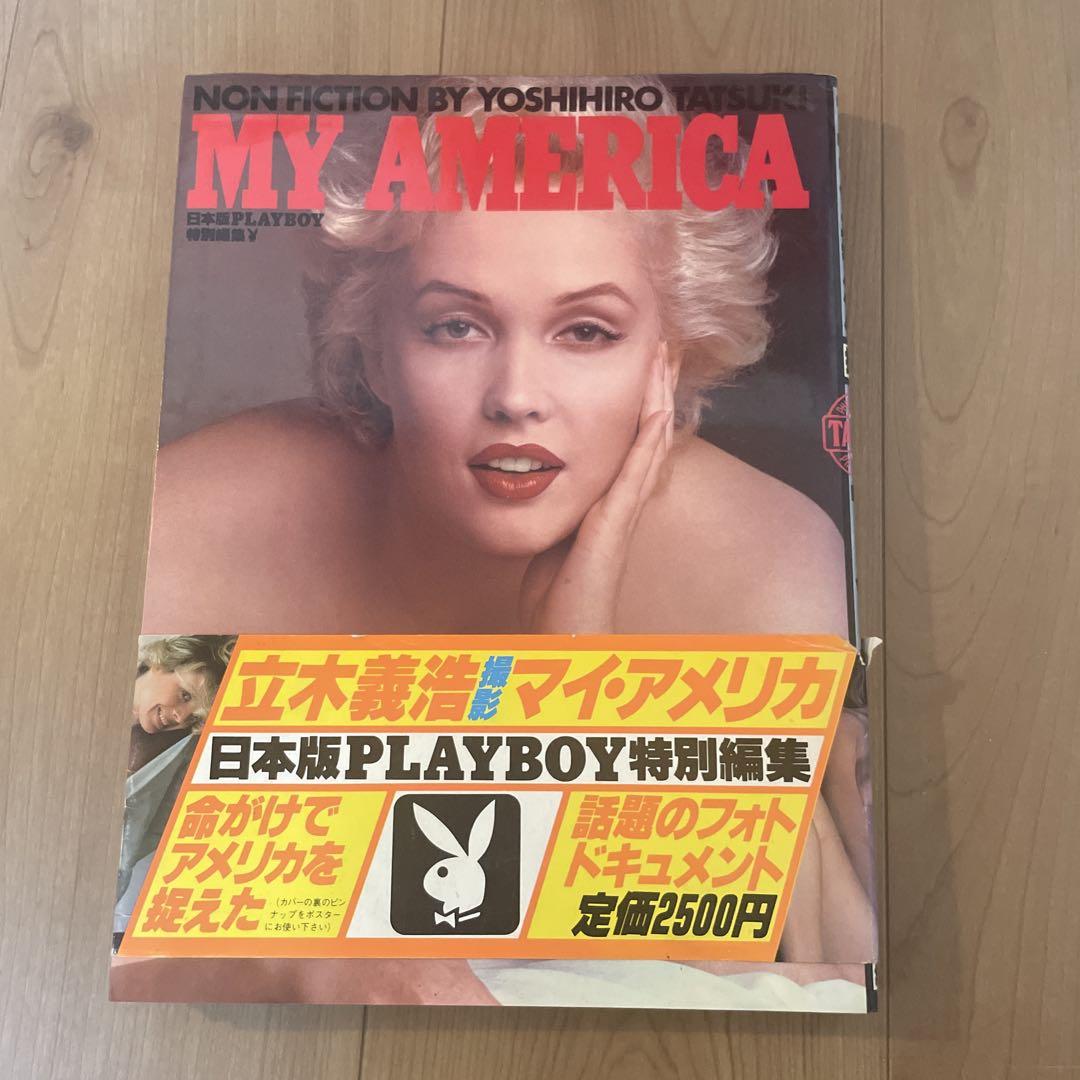 NON FICTION BY YOSHIHIRO TATSUKI
MY AMERICA
日本版PLAYBOY
特別編集
立木義浩撮影マイ・アメリカ
日本版PLAYBOY特別編集
命がけで
アメリカを
捉えた
(カバーの裏のピン
ナップをポスター
にお使い下さい)
話題のフォト
ドキュメント
定価2500円
TA